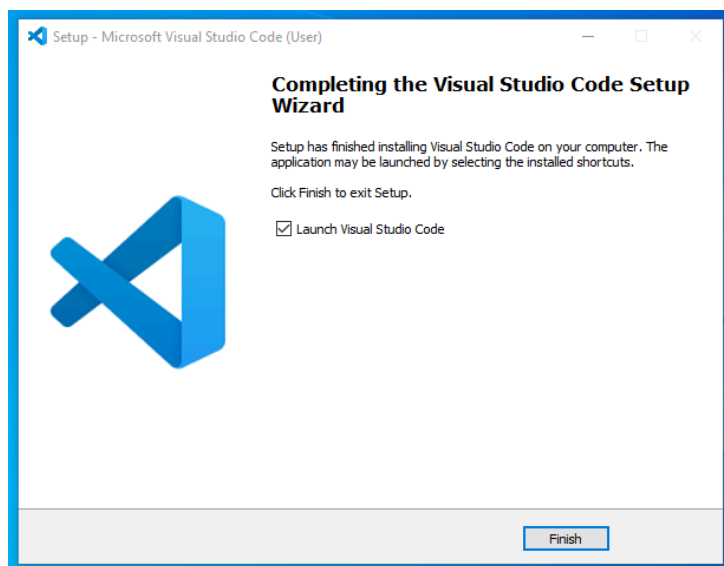 Setup - Microsoft Visual Studio Code (User)
Completing the Visual Studio Code Setup
Wizard
Setup has finished installing Visual Studio Code on your computer. The
application may be launched by selecting the installed shortcuts.
Click Finish to exit Setup.
Launch Visual Studio Code
Finish